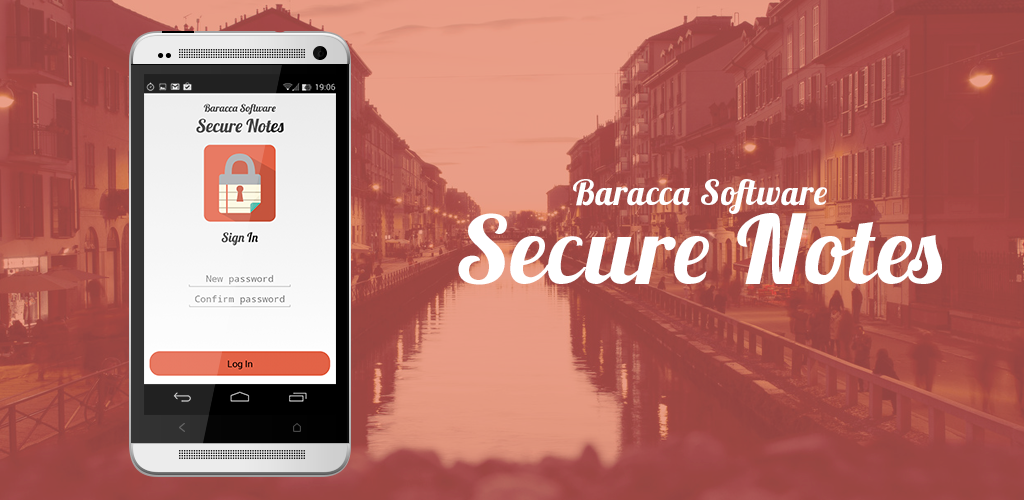 19:06
Baracca Software
Secure Notes
Sign In
New password
Confirm password
Log In
Baracca Software
Secure Notes